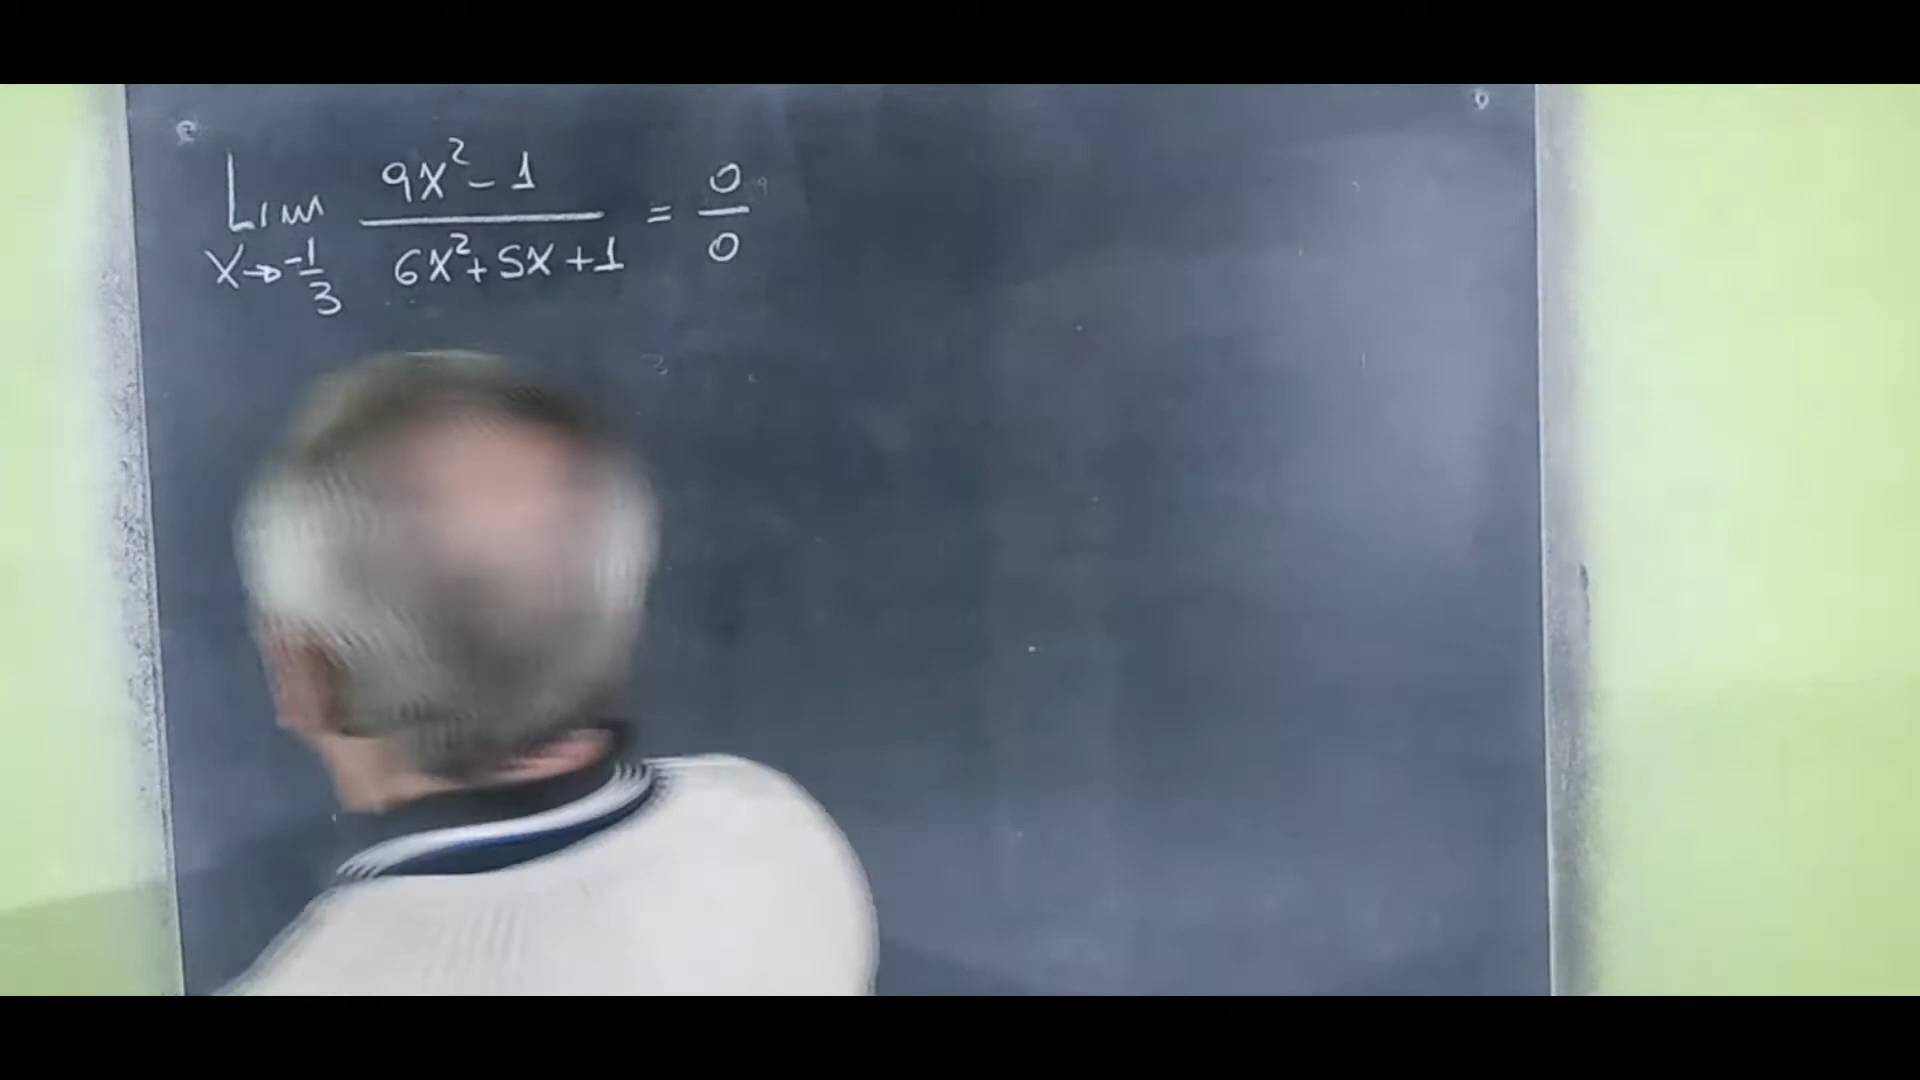 Lim 9x² - 1 / 6x² + 5x + 1 = 0/0
x → -1/3